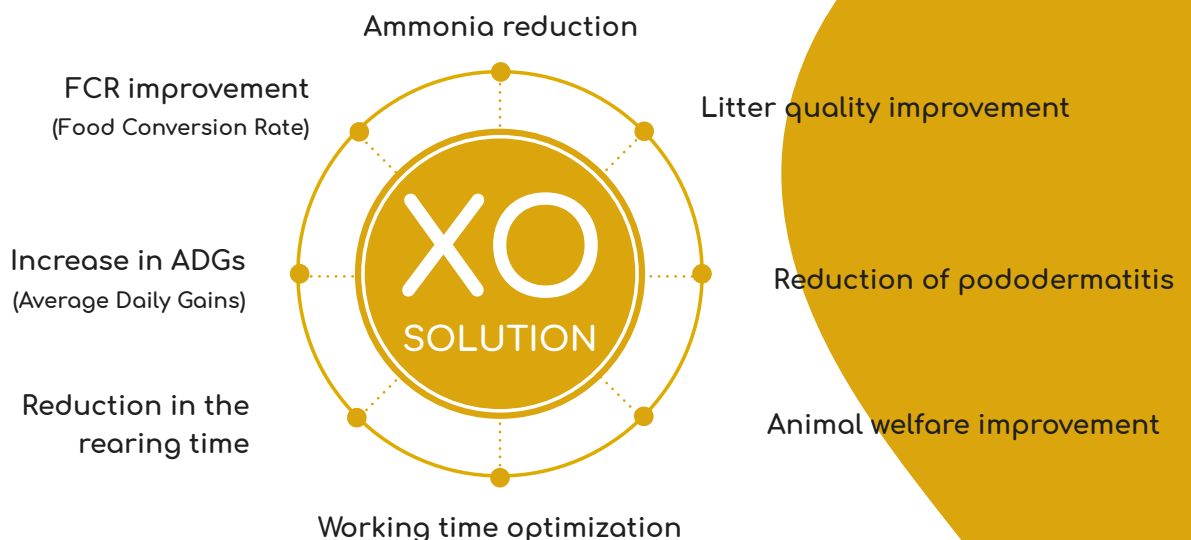 Ammonia reduction
FCR improvement
(Food Conversion Rate)
Litter quality improvement
XO
SOLUTION
Increase in ADGs
(Average Daily Gains)
Reduction of pododermatitis
Reduction in the
rearing time
Animal welfare improvement
Working time optimization